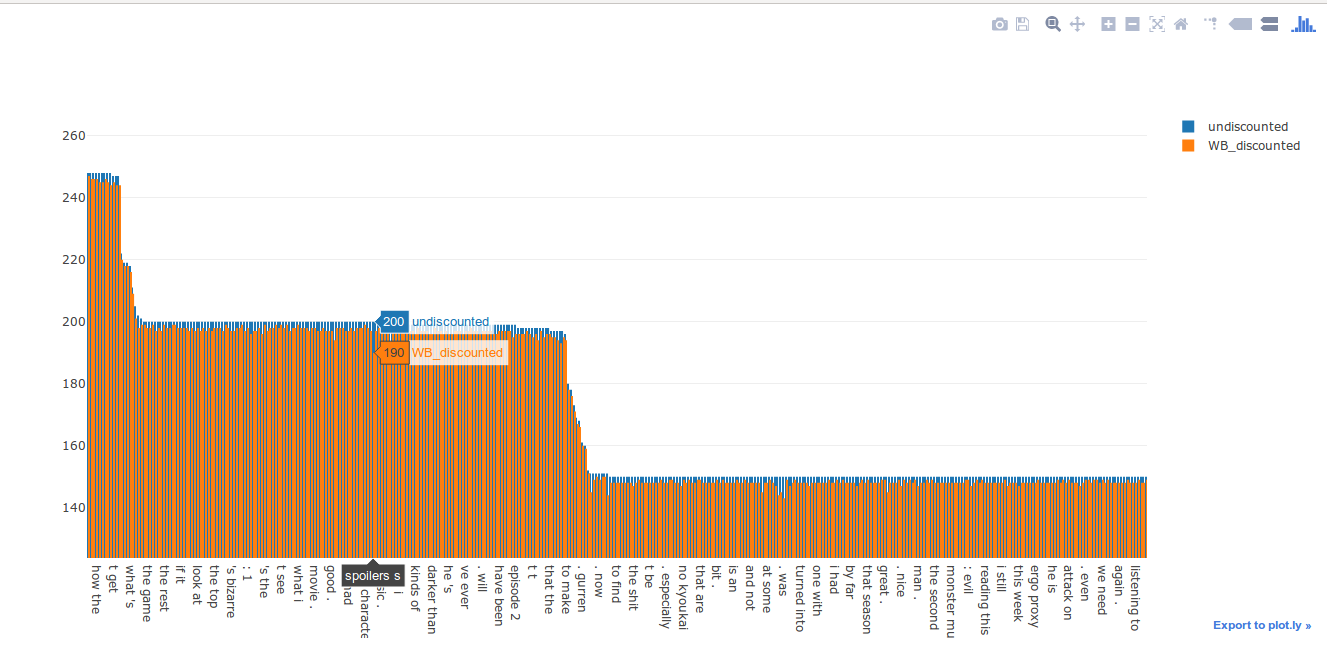 undiscounted
WB_discounted
260
240
220
200
180
160
140
200 undiscounted
190 WB_discounted
how the
t get
what 's
the game
the rest
if it
look at
the top
's bizarre
: 1
's the
t see
what i
movie .
good .
had
spoilers s
characte
sic .
i
kinds of
darker than
he 's
ve ever
. will
have been
episode 2
t t
that the
to make
. gurren
. now
to find
the shit
t be
. especially
no kyoukai
that are
bit .
is an
and not
at some
. was
turned into
one with
i had
by far
that season
great .
. nice
man .
the second
monster mu
: evil
reading this
i still
this week
ergo proxy
he is
attack on
. even
we need
again .
listening to
Export to plot.ly »